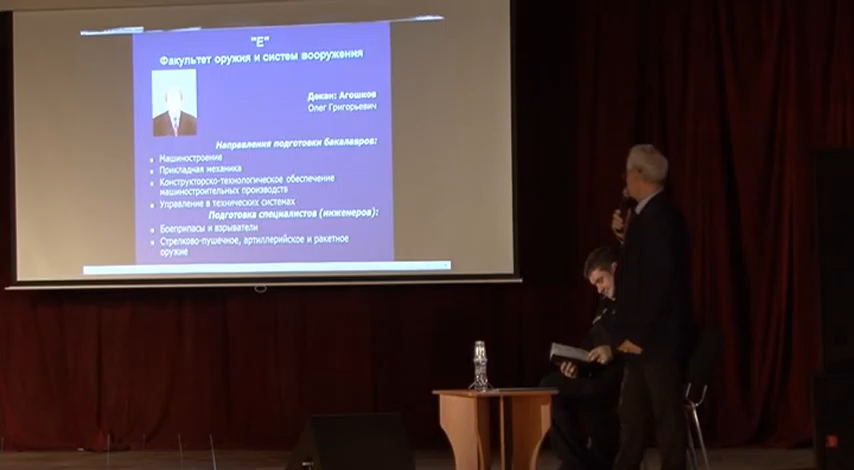 "Е"
Факультет оружия и систем вооружения
Декан: Агошков
Олег Григорьевич
Направления подготовки бакалавров:
Машиностроение
Прикладная механика
Конструкторско-технологическое обеспечение
машиностроительных производств
Управление в технических системах
Подготовка специалистов (инженеров):
Боеприпасы и взрыватели
Стрелково-пушечное, артиллерийское и ракетное
оружие